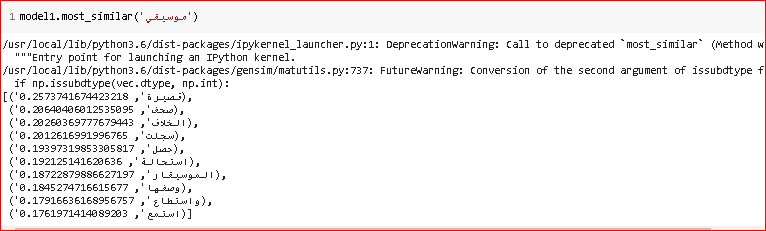 1 model1.most_similar('موسيقي')
/usr/local/lib/python3.6/dist-packages/ipykernel_launcher.py:1: DeprecationWarning: Call to deprecated `most_similar` (Method w
"""Entry point for launching an IPython kernel.
/usr/local/lib/python3.6/dist-packages/gensim/matutils.py:737: FutureWarning: Conversion of the second argument of issubdtype f
if np.issubdtype(vec.dtype, np.int):
[('قصيرة', 0.2573741674423218),
('صحف', 0.20640406012535095),
('الخلاف', 0.20260369777679443),
('سجلت', 0.2012616991996765),
('حصل', 0.19397319853305817),
('استحالة', 0.192125141620636),
('الموسيقار', 0.18722879886627197),
('وصفها', 0.1845274716615677),
('واستطاع', 0.17916636168956757),
('استمع', 0.1761971414089203)]